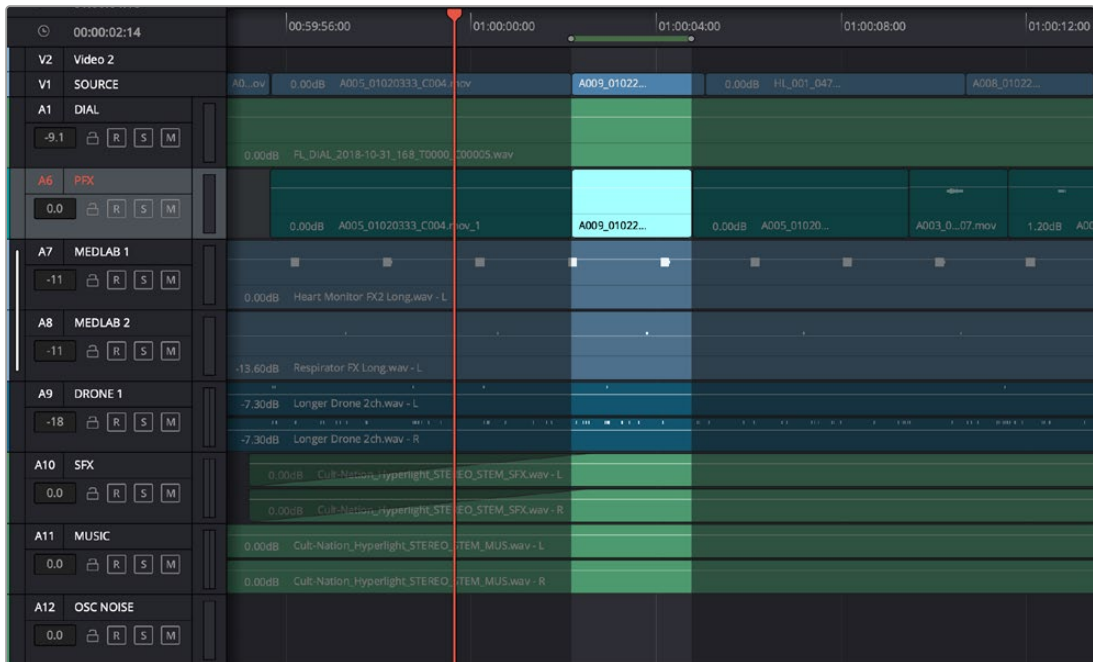 00:00:02:14 00:59:56:00 01:00:00:00 01:00:04:00 01:00:08:00 01:00:12:00
V2 Video 2
V1 SOURCE A0...ov 0.00dB A005_01020333_C004.mov A009_01022... 0.00dB HL_001_047... A008_01022...
A1 DIAL
-9.1 R S M
0.00dB FL_DIAL_2018-10-31_168_T0000_C00005.wav
A6 PFX
0.0 R S M
0.00dB A005_01020333_C004.mov_1 A009_01022... 0.00dB A005_01020... A003_0...07.mov 1.20dB A00
A7 MEDLAB 1
-11 R S M
0.00dB Heart Monitor FX2 Long.wav - L
A8 MEDLAB 2
-11 R S M
-13.60dB Respirator FX Long.wav - L
A9 DRONE 1
-7.30dB Longer Drone 2ch.wav - L
-18 R S M
-7.30dB Longer Drone 2ch.wav - R
A10 SFX
0.00dB Cult-Nation_Hyperlight_STEREO_STEM_SFX.wav - L
0.0 R S M
0.00dB Cult-Nation_Hyperlight_STEREO_STEM_SFX.wav - R
A11 MUSIC
0.00dB Cult-Nation_Hyperlight_STEREO_STEM_MUS.wav - L
0.0 R S M
0.00dB Cult-Nation_Hyperlight_STEREO_STEM_MUS.wav - R
A12 OSC NOISE
0.0 R S M